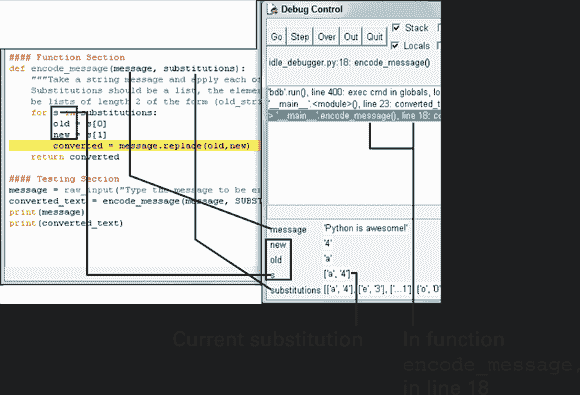 #### Function Section
def encode_message(message, substitutions):
"""Take a string message and apply each of
Substitutions should be a list, the eleme
be lists of length 2 of the form (old_stri
for s in substitutions:
old = s[0]
new = s[1]
converted = message.replace(old,new)
return converted
#### Testing Section
message = raw_input("Type the message to be en
converted_text = encode_message(message, SUBST
print(message)
print(converted_text)
Debug Control
Go Step Over Out Quit
Stack
Locals
idle_debugger.py:18: encode_message()
'bdb'.run(), line 400: exec cmd in globals, lo
'__main__'.<module>(), line 23: converted_t
> '__main__'.encode_message(), line 18: co
message 'Python is awesome!'
new '4'
old 'a'
s ['a', '4']
substitutions [['a', '4'], ['e', '3'], ['...1'], ['o', '0'
Current substitution
In function
encode_message
in line 18